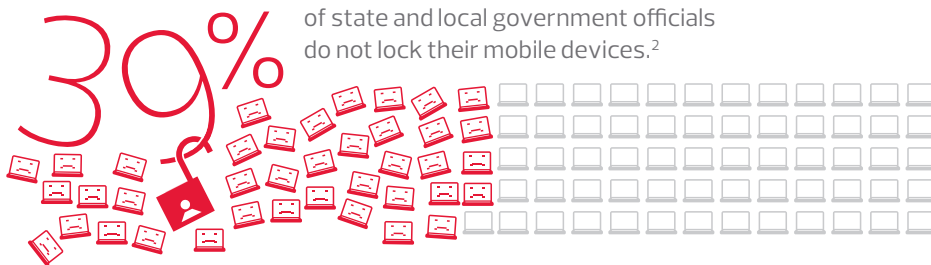 39%
of state and local government officials
do not lock their mobile devices.²